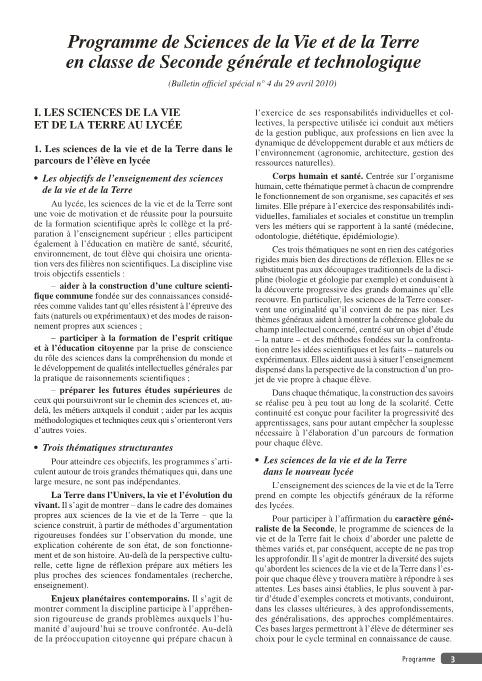 Programme de Sciences de la Vie et de la Terre
en classe de Seconde générale et technologique
(Bulletin officiel spécial n° 4 du 29 avril 2010)
I. LES SCIENCES DE LA VIE
ET DE LA TERRE AU LYCÉE
1. Les sciences de la vie et de la Terre dans le
parcours de l'élève en lycée
• Les objectifs de l'enseignement des sciences
de la vie et de la Terre
Au lycée, les sciences de la vie et de la Terre sont
une voie de motivation et de réussite pour la poursuite
de la formation scientifique après le collège et la pré-
paration à l'enseignement supérieur ; elles participent
également à l'éducation en matière de santé, sécurité,
environnement, de tout élève qui choisira une orienta-
tion vers des filières non scientifiques. La discipline vise
trois objectifs essentiels :
– aider à la construction d'une culture scienti-
fique commune fondée sur des connaissances considé-
rées comme valides tant qu'elles résistent à l'épreuve des
faits (naturels ou expérimentaux) et des modes de raison-
nement propres aux sciences ;
– participer à la formation de l'esprit critique
et à l'éducation citoyenne par la prise de conscience
du rôle des sciences dans la compréhension du monde et
le développement de qualités intellectuelles générales par
la pratique de raisonnements scientifiques ;
– préparer les futures études supérieures de
ceux qui poursuivront sur le chemin des sciences et, au-
delà, les métiers auxquels il conduit ; aider par les acquis
méthodologiques et techniques ceux qui s'orienteront vers
d'autres voies.
• Trois thématiques structurantes
Pour atteindre ces objectifs, les programmes s'arti-
culent autour de trois grandes thématiques qui, dans une
large mesure, ne sont pas indépendantes.
La Terre dans l'Univers, la vie et l'évolution du
vivant. Il s'agit de montrer – dans le cadre des domaines
propres aux sciences de la vie et de la Terre – que la
science construit, à partir de méthodes d'argumentation
rigoureuses fondées sur l'observation du monde, une
explication cohérente de son état, de son fonctionne-
ment et de son histoire. Au-delà de la perspective cultu-
relle, cette ligne de réflexion prépare aux métiers les
plus proches des sciences fondamentales (recherche,
enseignement).
Enjeux planétaires contemporains. Il s'agit de
montrer comment la discipline participe à l'appréhen-
sion rigoureuse de grands problèmes auxquels l'hu-
manité d'aujourd'hui se trouve confrontée. Au-delà
de la préoccupation citoyenne qui prépare chacun à
l'exercice de ses responsabilités individuelles et col-
lectives, la perspective utilisée ici conduit aux métiers
de la gestion publique, aux professions en lien avec la
dynamique de développement durable et aux métiers de
l'environnement (agronomie, architecture, gestion des
ressources naturelles).
Corps humain et santé. Centrée sur l'organisme
humain, cette thématique permet à chacun de comprendre
le fonctionnement de son organisme, ses capacités et ses
limites. Elle prépare à l'exercice des responsabilités indi-
viduelles, familiales et sociales et constitue un tremplin
vers les métiers qui se rapportent à la santé (médecine,
odontologie, diététique, épidémiologie).
Ces trois thématiques ne sont en rien des catégories
rigides mais bien des directions de réflexion. Elles ne se
substituent pas aux découpages traditionnels de la disci-
pline (biologie et géologie par exemple) et conduisent à
la découverte progressive des grands domaines qu'elle
recouvre. En particulier, les sciences de la Terre conser-
vent une originalité qu'il convient de ne pas nier. Les
thèmes généraux aident à montrer la cohérence globale du
champ intellectuel concerné, centré sur un objet d'étude
– la nature – et des méthodes fondées sur la confronta-
tion entre les idées scientifiques et les faits – naturels ou
expérimentaux. Elles aident aussi à situer l'enseignement
dispensé dans la perspective de la construction d'un pro-
jet de vie propre à chaque élève.
Dans chaque thématique, la construction des savoirs
se réalise peu à peu tout au long de la scolarité. Cette
continuité est conçue pour faciliter la progressivité des
apprentissages, sans pour autant empêcher la souplesse
nécessaire à l'élaboration d'un parcours de formation
pour chaque élève.
• Les sciences de la vie et de la Terre
dans le nouveau lycée
L'enseignement des sciences de la vie et de la Terre
prend en compte les objectifs généraux de la réforme
des lycées.
Pour participer à l'affirmation du caractère géné-
raliste de la Seconde, le programme de sciences de la
vie et de la Terre fait le choix d'aborder une palette de
thèmes variés et, par conséquent, accepte de ne pas trop
les approfondir. Il s'agit de montrer la diversité des sujets
qu'abordent les sciences de la vie et de la Terre dans l'es-
poir que chaque élève y trouvera matière à répondre à ses
attentes. Les bases ainsi établies, le plus souvent à par-
tir d'étude d'exemples concrets et motivants, conduiront,
dans les classes ultérieures, à des approfondissements,
des généralisations, des approches complémentaires.
Ces bases larges permettront à l'élève de déterminer ses
choix pour le cycle terminal en connaissance de cause.
Programme 3